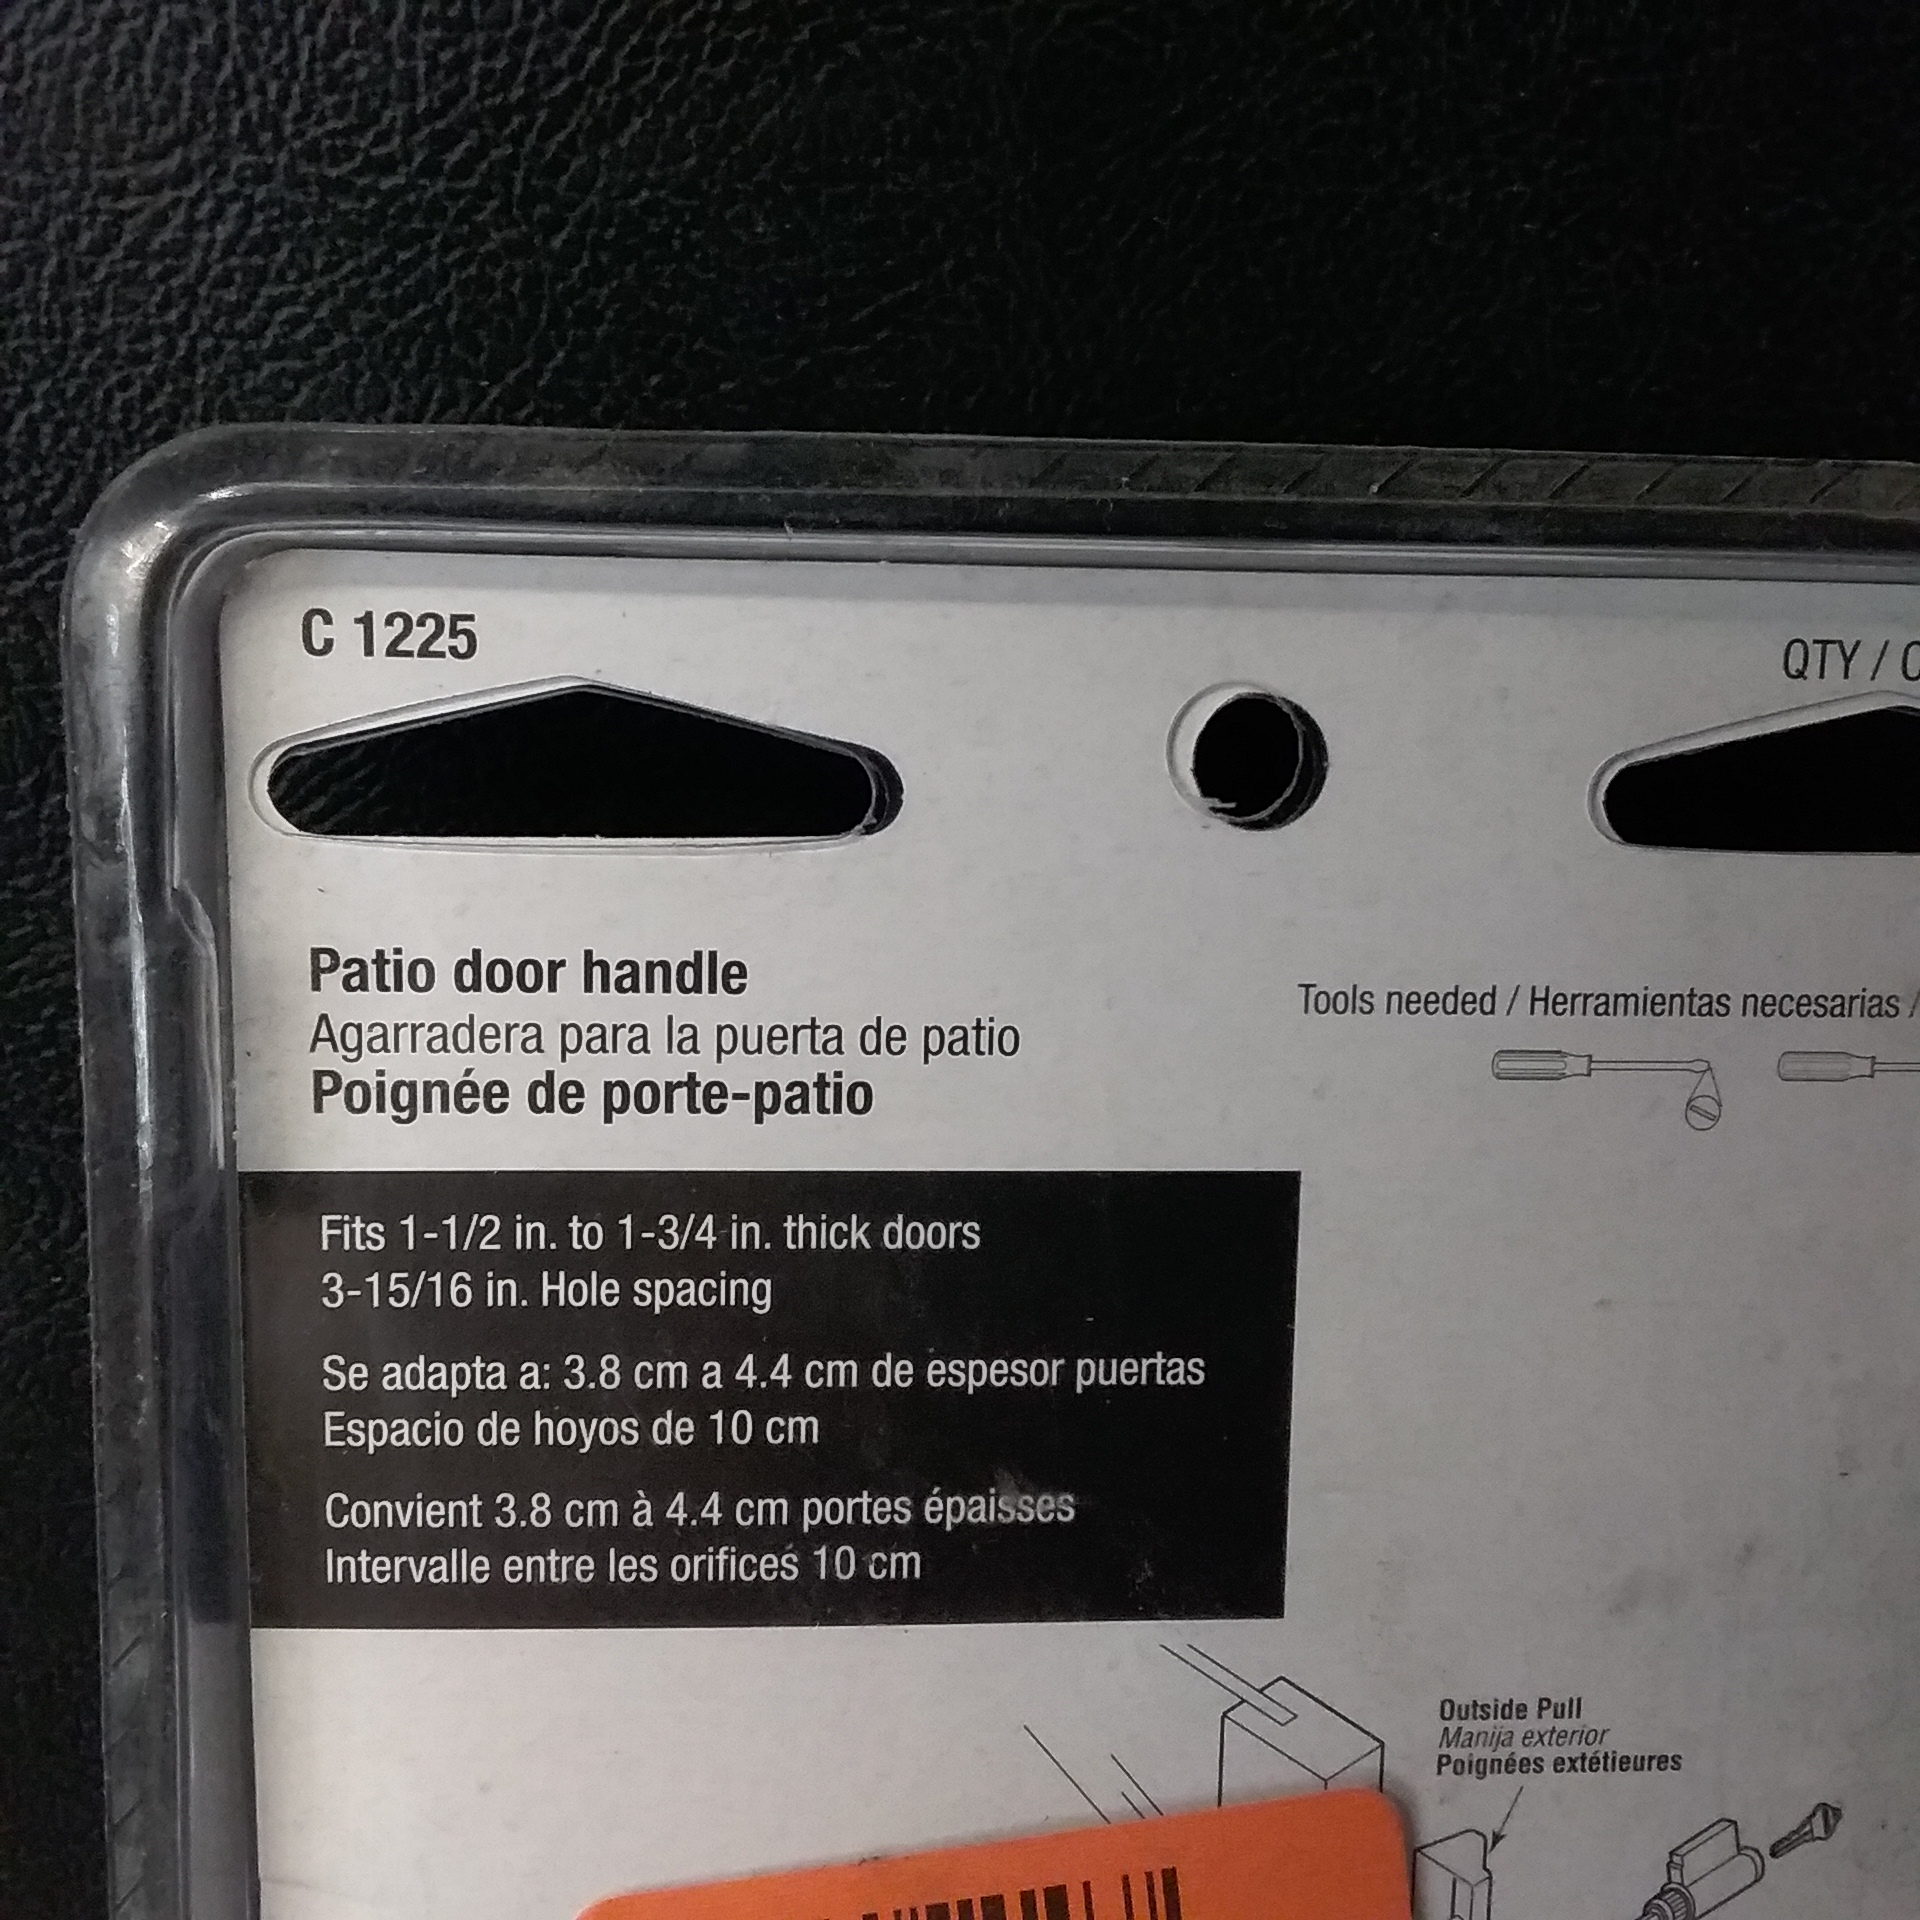 C 1225
QTY /
Patio door handle
Agarradera para la puerta de patio
Poignée de porte-patio
Tools needed / Herramientas necesarias /
Fits 1-1/2 in. to 1-3/4 in. thick doors
3-15/16 in. Hole spacing
Se adapta a: 3.8 cm a 4.4 cm de espesor puertas
Espacio de hoyos de 10 cm
Convient 3.8 cm à 4.4 cm portes épaisses
Intervalle entre les orifices 10 cm
Outside Pull
Manija exterior
Poignées extétieures